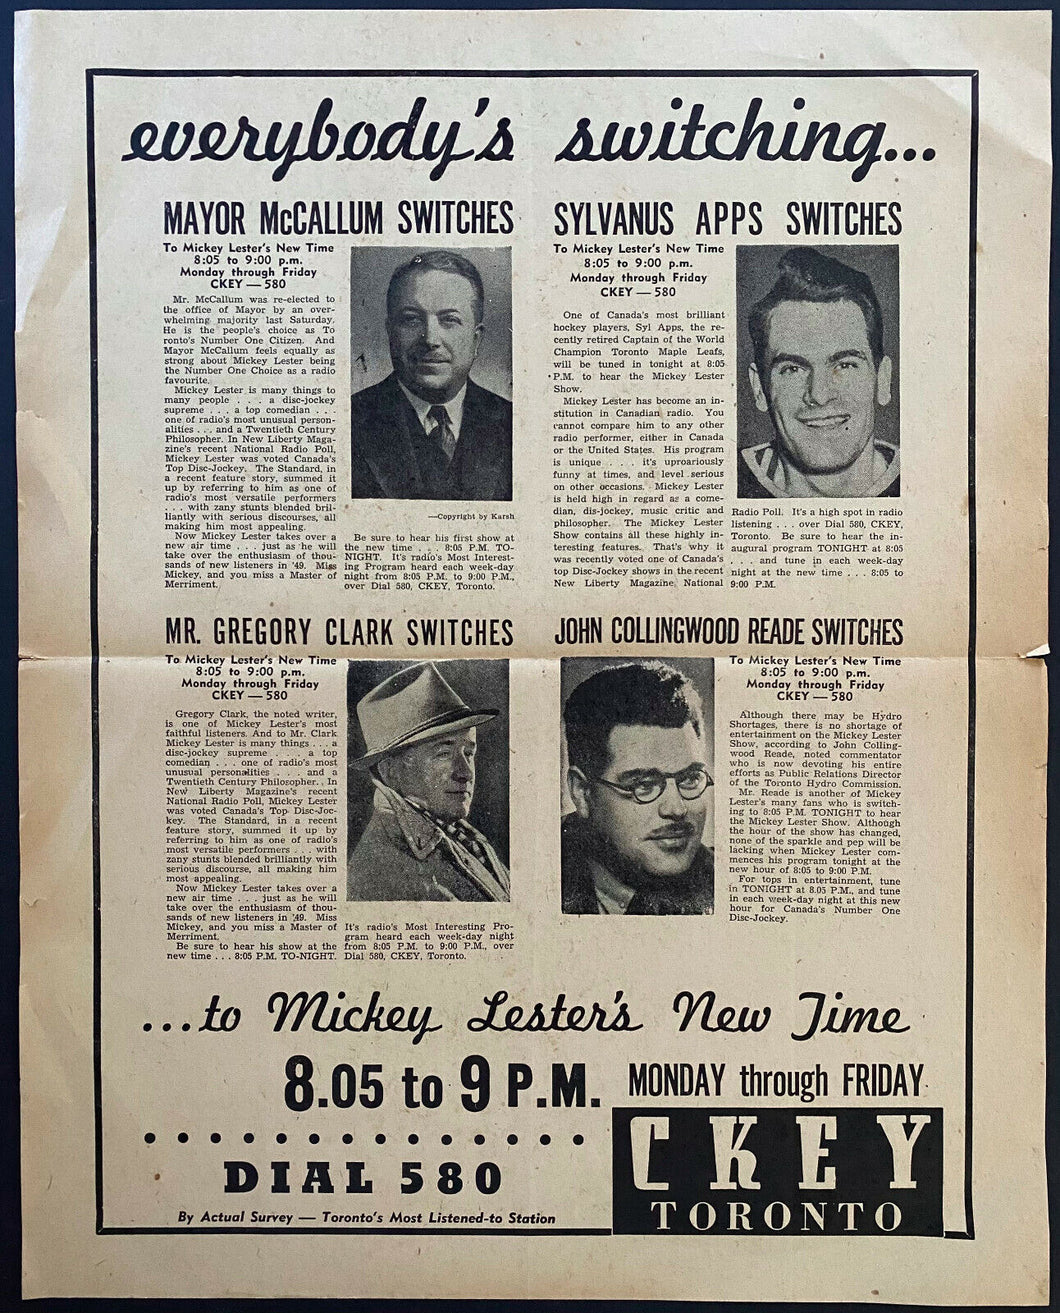 everybody's switching...
MAYOR McCALLUM SWITCHES
To Mickey Lester's New Time
8:05 to 9:00 p.m.
Monday through Friday
CKEY — 580
Mr. McCallum was re-elected to
the office of Mayor by an over-
whelming majority last Saturday.
He is the people's choice as To
ronto's Number One Citizen. And
Mayor McCallum feels equally as
strong about Mickey Lester being
the Number One Choice as a radio
favourite.
Mickey Lester is many things to
many people . . . a disc-jockey
supreme . . . a top comedian . . .
one of radio's most unusual person-
alities . . . and a Twentieth Century
Philosopher. In New Liberty Maga-
zine's recent National Radio Poll,
Mickey Lester was voted Canada's
Top Disc-Jockey. The Standard, in
a recent feature story, summed it
up by referring to him as one of
radio's most versatile performers
. . . with zany stunts blended bril-
liantly with serious discourses, all
making him most appealing.
Now Mickey Lester takes over a
new air time . . . just as he will
take over the enthusiasm of thou-
sands of new listeners in '49. Miss
Mickey, and you miss a Master of
Merriment.
—Copyright by Karsh
Be sure to hear his first show at
the new time . . . 8:05 P.M. TO-
NIGHT. It's radio's Most Interest-
ing Program heard each week-day
night from 8:05 P.M. to 9:00 P.M.,
over Dial 580, CKEY, Toronto.
SYLVANUS APPS SWITCHES
To Mickey Lester's New Time
8:05 to 9:00 p.m.
Monday through Friday
CKEY — 580
One of Canada's most brilliant
hockey players, Syl Apps, the re-
cently retired Captain of the World
Champion Toronto Maple Leafs,
will be tuned in tonight at 8:05
P.M. to hear the Mickey Lester
Show.
Mickey Lester has become an in-
stitution in Canadian radio. You
cannot compare him to any other
radio performer, either in Canada
or the United States. His program
is unique . . . it's uproariously
funny at times, and level serious
on other occasions. Mickey Lester
is held high in regard as a come-
dian, dis-jockey, music critic and
philosopher. The Mickey Lester
Show contains all these highly in-
teresting features. That's why it
was recently voted one of Canada's
top Disc-Jockey shows in the recent
New Liberty Magazine National
Radio Poll. It's a high spot in radio
listening . . . over Dial 580, CKEY,
Toronto. Be sure to hear the in-
augural program TONIGHT at 8:05
. . . and tune in each week-day
night at the new time . . . 8:05 to
9:00 P.M.
MR. GREGORY CLARK SWITCHES
To Mickey Lester's New Time
8:05 to 9:00 p.m.
Monday through Friday
CKEY — 580
Gregory Clark, the noted writer,
is one of Mickey Lester's most
faithful listeners. And to Mr. Clark
Mickey Lester is many things . . . a
disc-jockey supreme . . . a top
comedian . . . one of radio's most
unusual personalities . . . and a
Twentieth Century Philosopher. In
New Liberty Magazine's recent
National Radio Poll, Mickey Lester
was voted Canada's Top Disc-Joc-
key. The Standard, in a recent
feature story, summed it up by
referring to him as one of radio's
most versatile performers . . . with
zany stunts blended brilliantly with
serious discourse, all making him
most appealing.
Now Mickey Lester takes over a
new air time . . . just as he will
take over the enthusiasm of thou-
sands of new listeners in '49. Miss
Mickey, and you miss a Master of
Merriment.
Be sure to hear his show at the
new time . . . 8:05 P.M. TO-NIGHT.
It's radio's Most Interesting Pro-
gram heard each week-day night
from 8:05 P.M. to 9:00 P.M., over
Dial 580, CKEY, Toronto.
JOHN COLLINGWOOD READE SWITCHES
To Mickey Lester's New Time
8:05 to 9:00 p.m.
Monday through Friday
CKEY — 580
Although there may be Hydro
Shortages, there is no shortage of
entertainment on the Mickey Lester
Show, according to John Colling-
wood Reade, noted commentator
who is now devoting his entire
efforts as Public Relations Director
of the Toronto Hydro Commission.
Mr. Reade is another of Mickey
Lester's many fans who is switch-
ing to 8:05 P.M. TONIGHT to hear
the Mickey Lester Show. Although
the hour of the show has changed,
none of the sparkle and pep will be
lacking when Mickey Lester com-
mences his program tonight at the
new hour of 8:05 to 9:00 P.M.
For tops in entertainment, tune
in TONIGHT at 8.05 P.M., and tune
in each week-day night at this new
hour for Canada's Number One
Disc-Jockey.
...to Mickey Lester's New Time
8.05 to 9 P.M. MONDAY through FRIDAY
DIAL 580
By Actual Survey — Toronto's Most Listened-to Station
CKEY
TORONTO